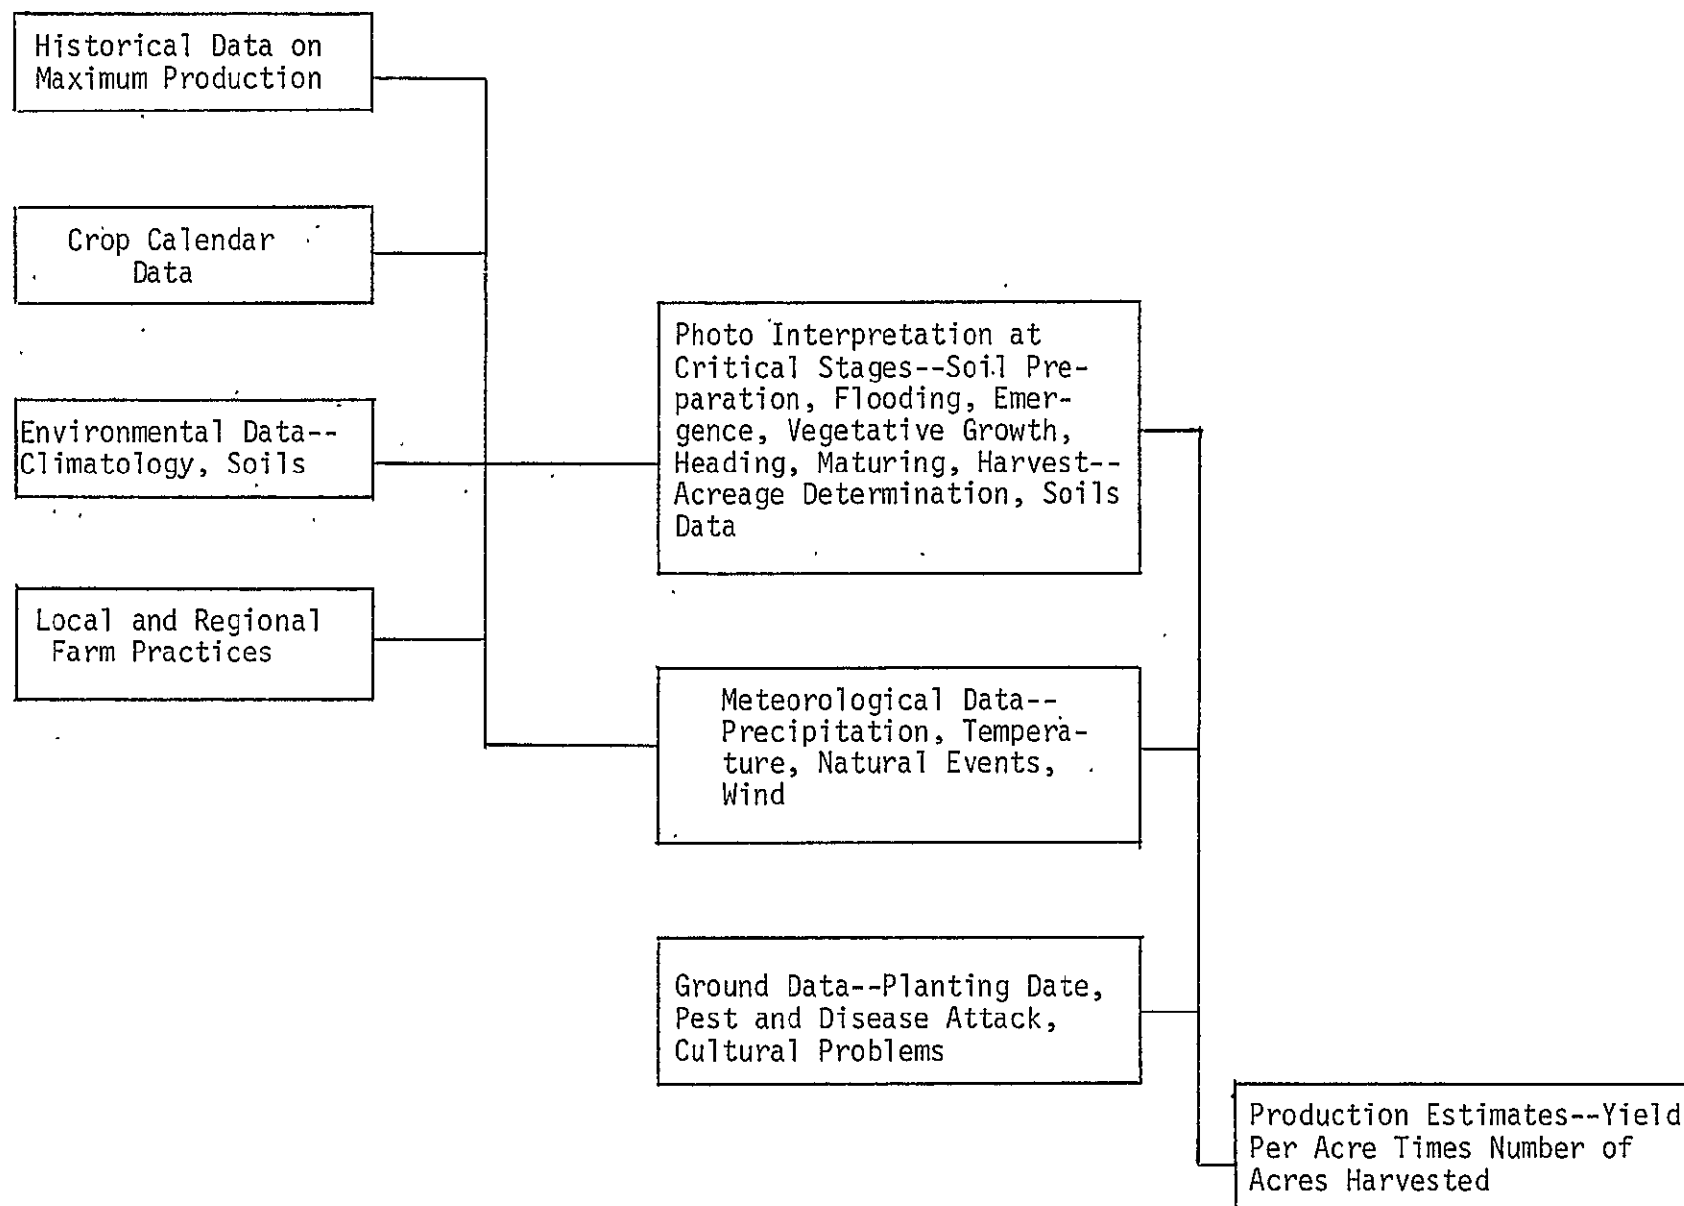 Historical Data on
Maximum Production
Crop Calendar
Data
Environmental Data--
Climatology, Soils
Local and Regional
Farm Practices
Photo Interpretation at
Critical Stages--Soil Pre-
paration, Flooding, Emer-
gence, Vegetative Growth,
Heading, Maturing, Harvest--
Acreage Determination, Soils
Data
Meteorological Data--
Precipitation, Tempera-
ture, Natural Events,
Wind
Ground Data--Planting Date,
Pest and Disease Attack,
Cultural Problems
Production Estimates--Yield
Per Acre Times Number of
Acres Harvested